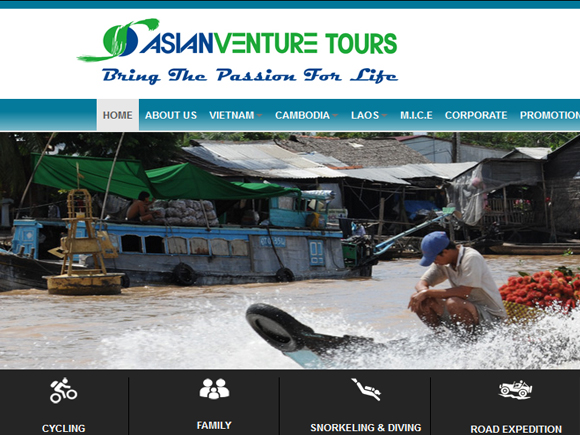 ASIANVENTURE TOURS
Bring The Passion For Life
HOME ABOUT US VIETNAM CAMBODIA LAOS M.I.C.E CORPORATE PROMOTION
CYCLING FAMILY SNORKELING & DIVING ROAD EXPEDITION